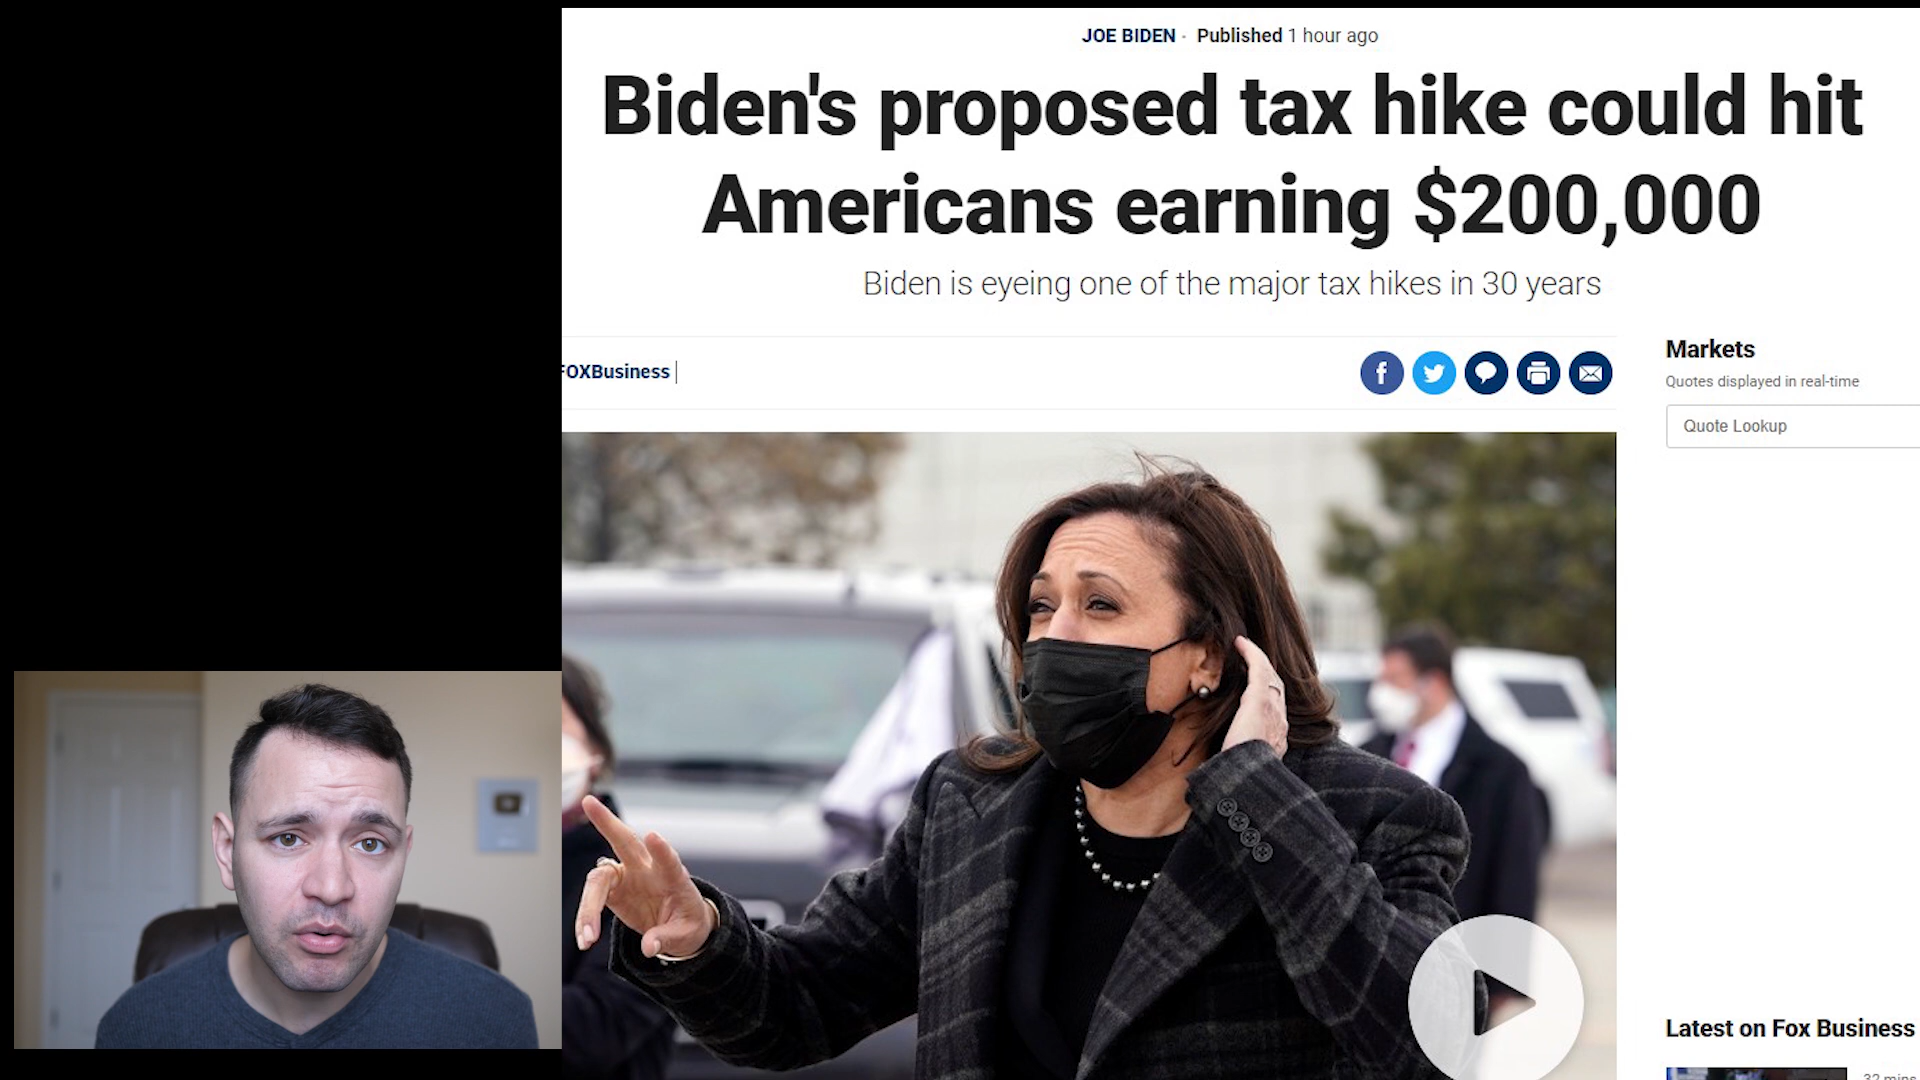 JOE BIDEN · Published 1 hour ago
Biden's proposed tax hike could hit
Americans earning $200,000
Biden is eyeing one of the major tax hikes in 30 years
FOXBusiness
Markets
Quotes displayed in real-time
Quote Lookup
Latest on Fox Business
32 mins